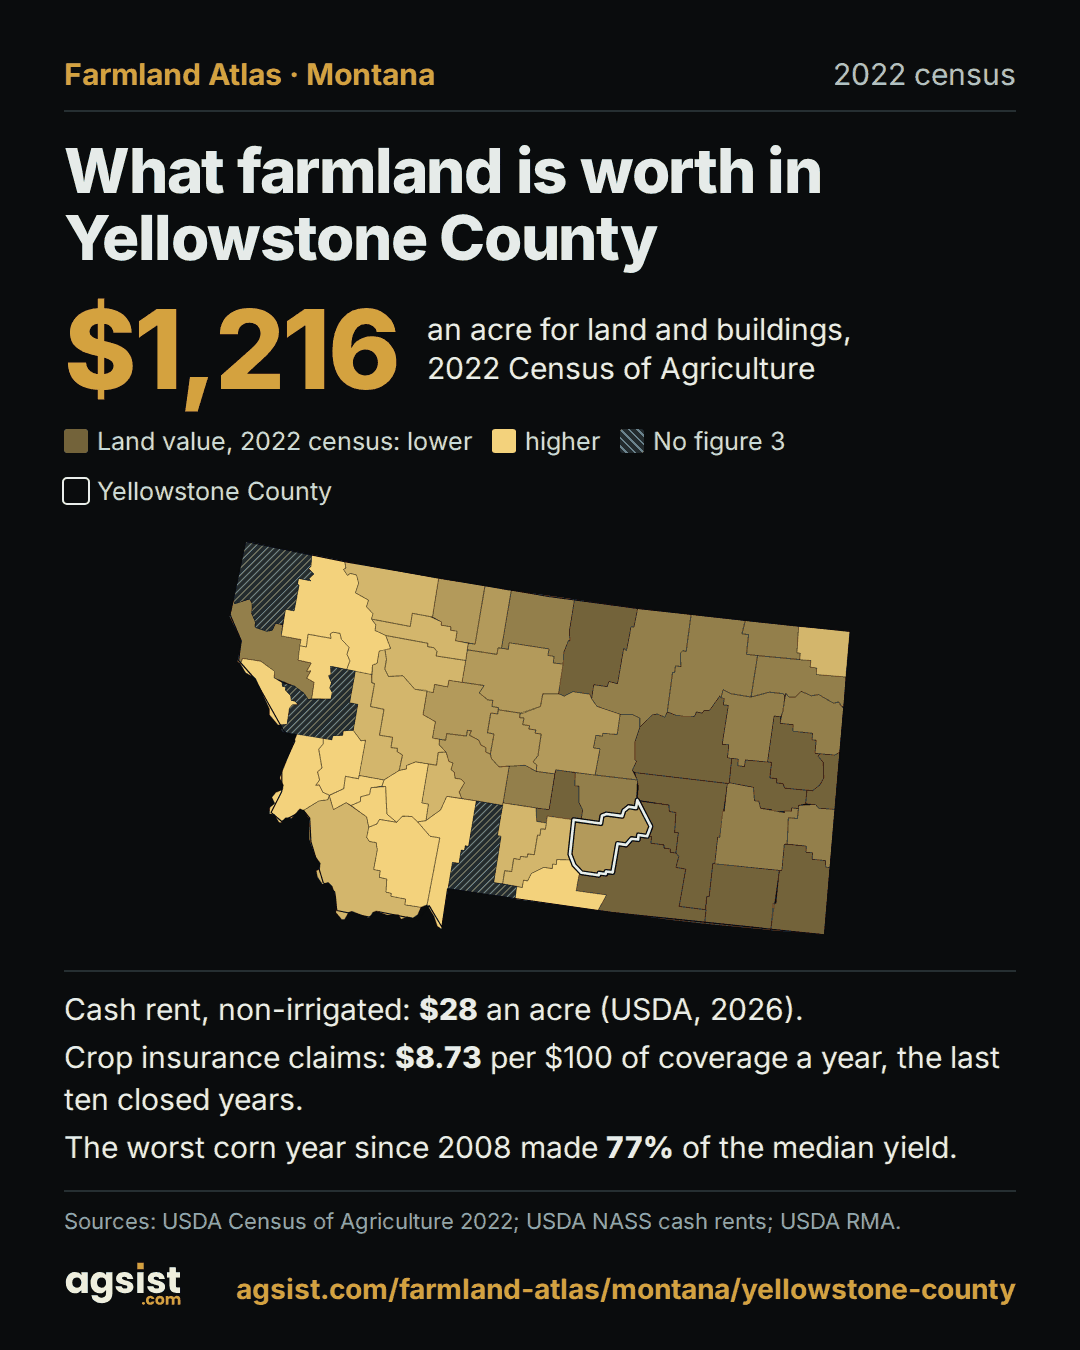 Farmland Atlas · Montana
2022 census
What farmland is worth in
Yellowstone County
$1,216
an acre for land and buildings,
2022 Census of Agriculture
Land value, 2022 census: lower
higher
No figure 3
Yellowstone County
Cash rent, non-irrigated: $28 an acre (USDA, 2026).
Crop insurance claims: $8.73 per $100 of coverage a year, the last
ten closed years.
The worst corn year since 2008 made 77% of the median yield.
Sources: USDA Census of Agriculture 2022; USDA NASS cash rents; USDA RMA.
agsist
.com
agsist.com/farmland-atlas/montana/yellowstone-county